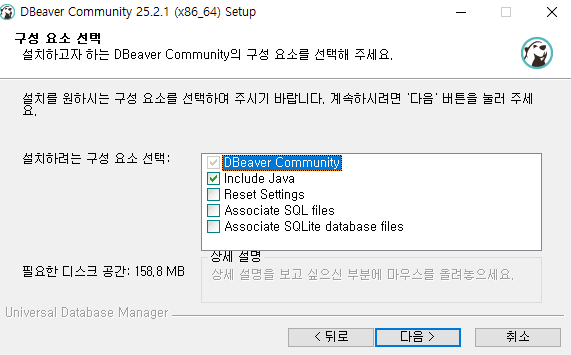 DBeaver Community 25.2.1 (x86_64) Setup
구성 요소 선택
설치하고자 하는 DBeaver Community의 구성 요소를 선택해 주세요.
설치를 원하시는 구성 요소를 선택하여 주시기 바랍니다. 계속하시려면 '다음' 버튼을 눌러 주세
요.
설치하려는 구성 요소 선택:
DBeaver Community
Include Java
Reset Settings
Associate SQL files
Associate SQLite database files
필요한 디스크 공간: 158.8 MB
상세 설명
상세 설명을 보고 싶으신 부분에 마우스를 올려놓으세요.
Universal Database Manager
< 뒤로
다음 >
취소